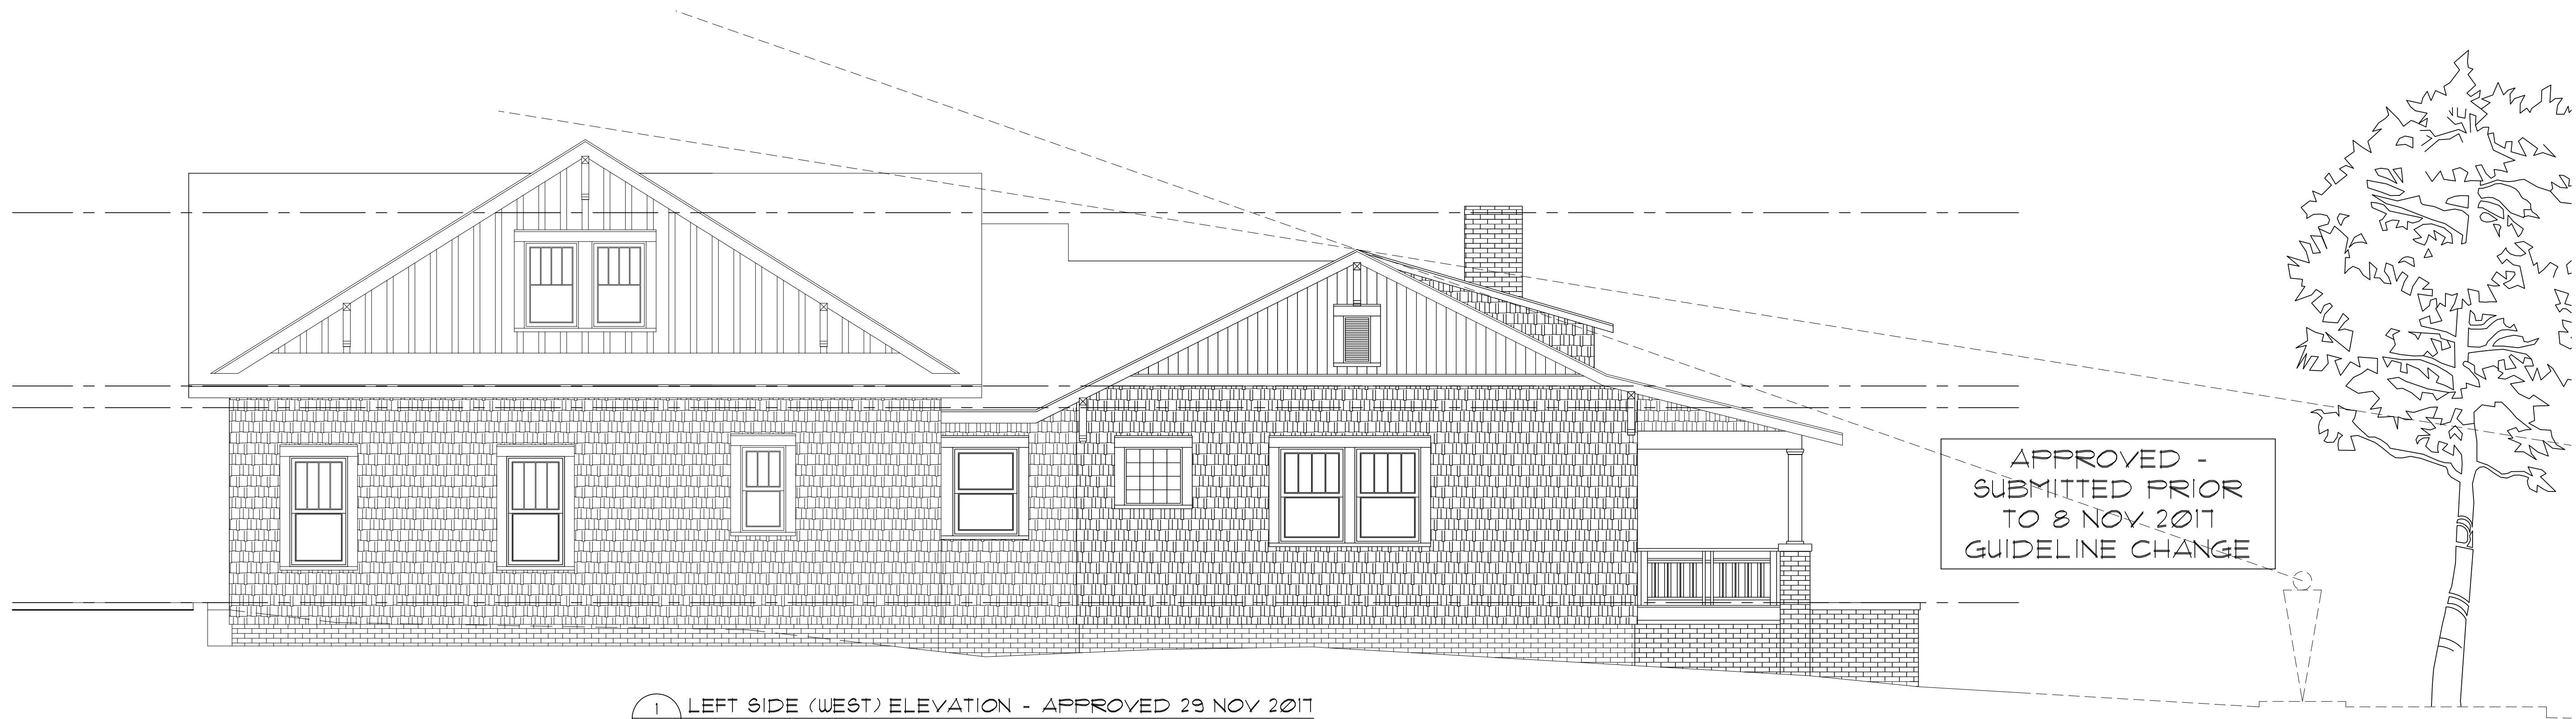 APPROVED -
SUBMITTED PRIOR
TO 8 NOV 2017
GUIDELINE CHANGE
1 LEFT SIDE (WEST) ELEVATION - APPROVED 29 NOV 2017